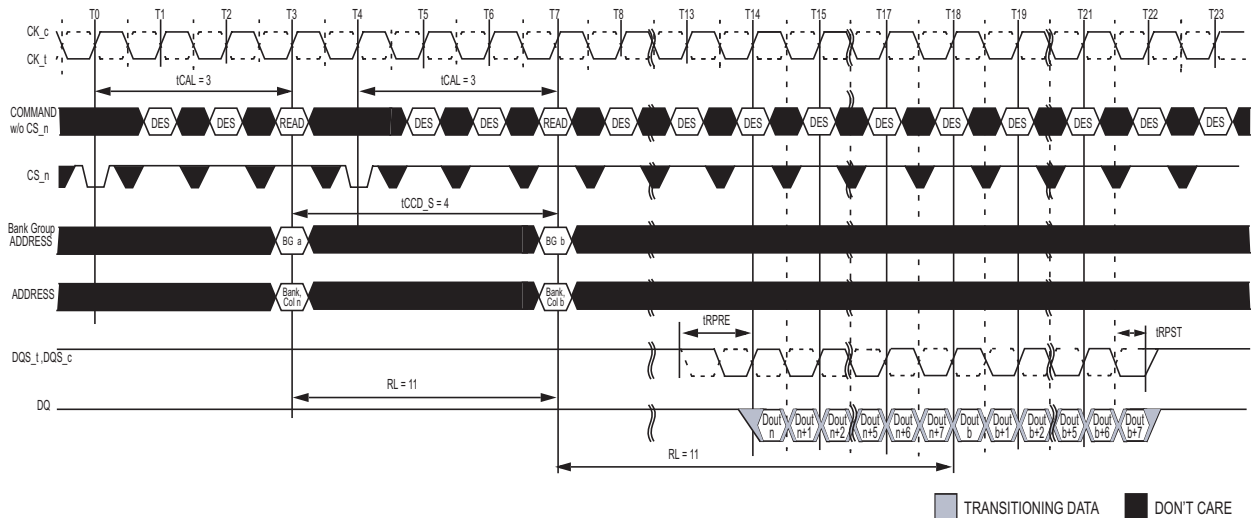 T0 T1 T2 T3 T4 T5 T6 T7 T8 T13 T14 T15 T17 T18 T19 T21 T22 T23
CK_c
CK_t
tCAL = 3 tCAL = 3
COMMAND
w/o CS_n
DES DES READ DES DES READ DES DES DES DES DES DES DES DES DES DES
CS_n
tCCD_S = 4
Bank Group
ADDRESS
BG a BG b
ADDRESS
Bank, Bank,
Col n Col b
tRPRE
tRPST
DQS_t ,DQS_c
RL = 11
DQ
Dout Dout Dout Dout Dout Dout Dout Dout Dout Dout Dout Dout
n n+1 n+2 n+5 n+6 n+7 b b+1 b+2 b+5 b+6 b+7
RL = 11
TRANSITIONING DATA DON'T CARE